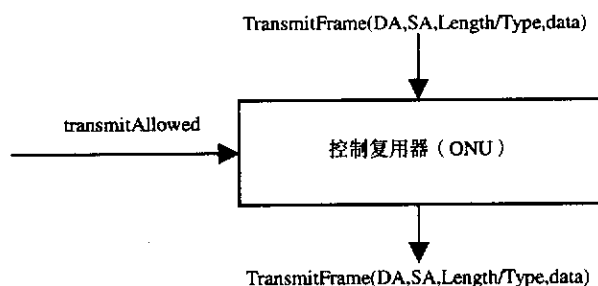 TransmitFrame(DA,SA,Length/Type,data)
transmitAllowed
控制复用器（ONU）
TransmitFrame(DA,SA,Length/Type,data)